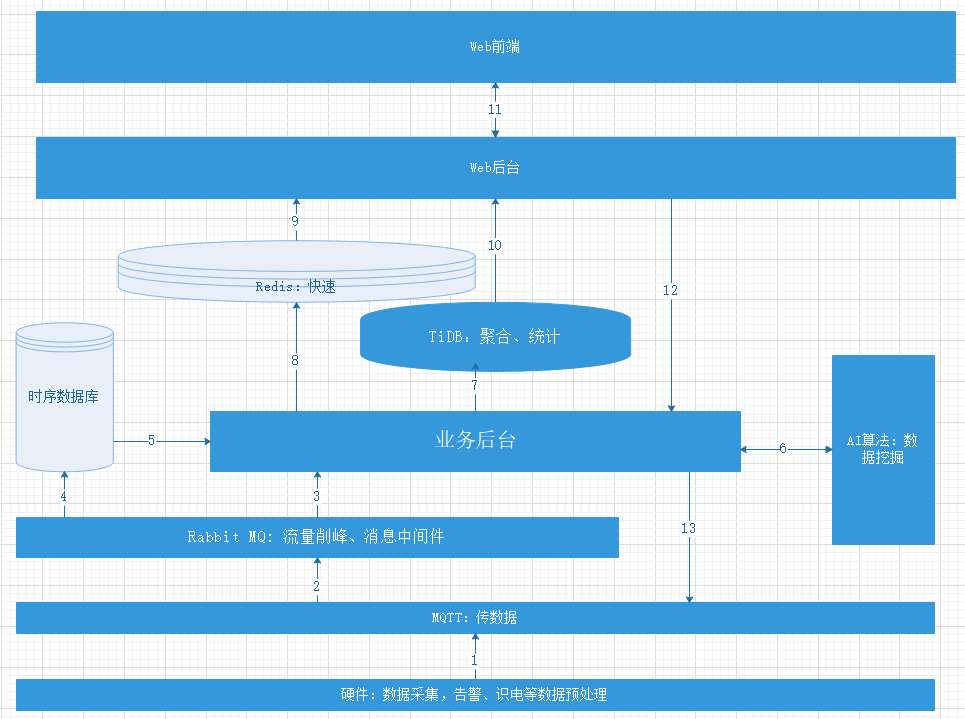 Web前端
11
Web后台
9
10
12
Redis: 快速
TiDB: 聚合、统计
8
7
时序数据库
业务后台
5
6
AI算法: 数
据挖掘
4
3
Rabbit MQ: 流量削峰、消息中间件
13
2
MQTT: 传数据
1
硬件: 数据采集,告警、识电等数据预处理